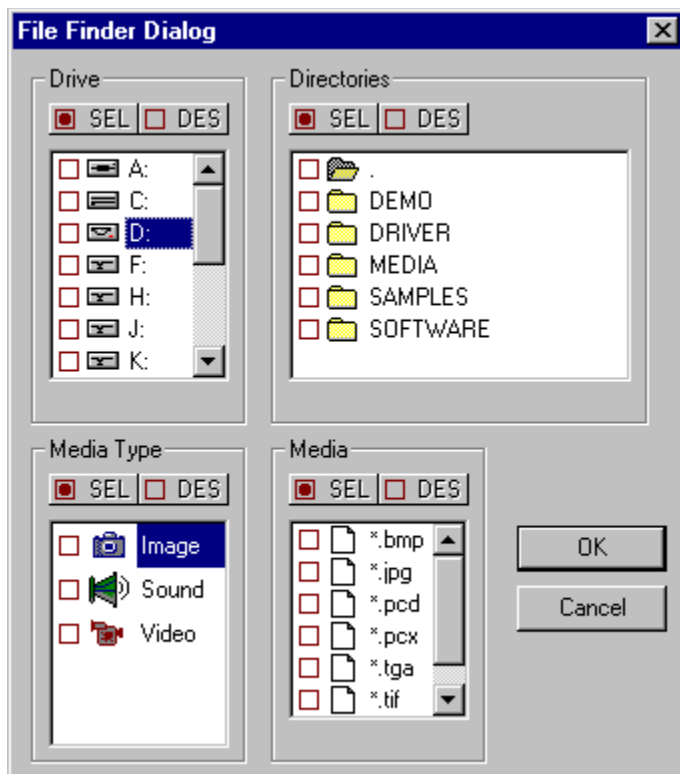 File Finder Dialog
Drive
SEL DES
A:
C:
D:
F:
H:
J:
K:
Directories
SEL DES
.
DEMO
DRIVER
MEDIA
SAMPLES
SOFTWARE
Media Type
SEL DES
Image
Sound
Video
Media
SEL DES
*.bmp
*.jpg
*.pcd
*.pcx
*.tga
*.tif
OK
Cancel